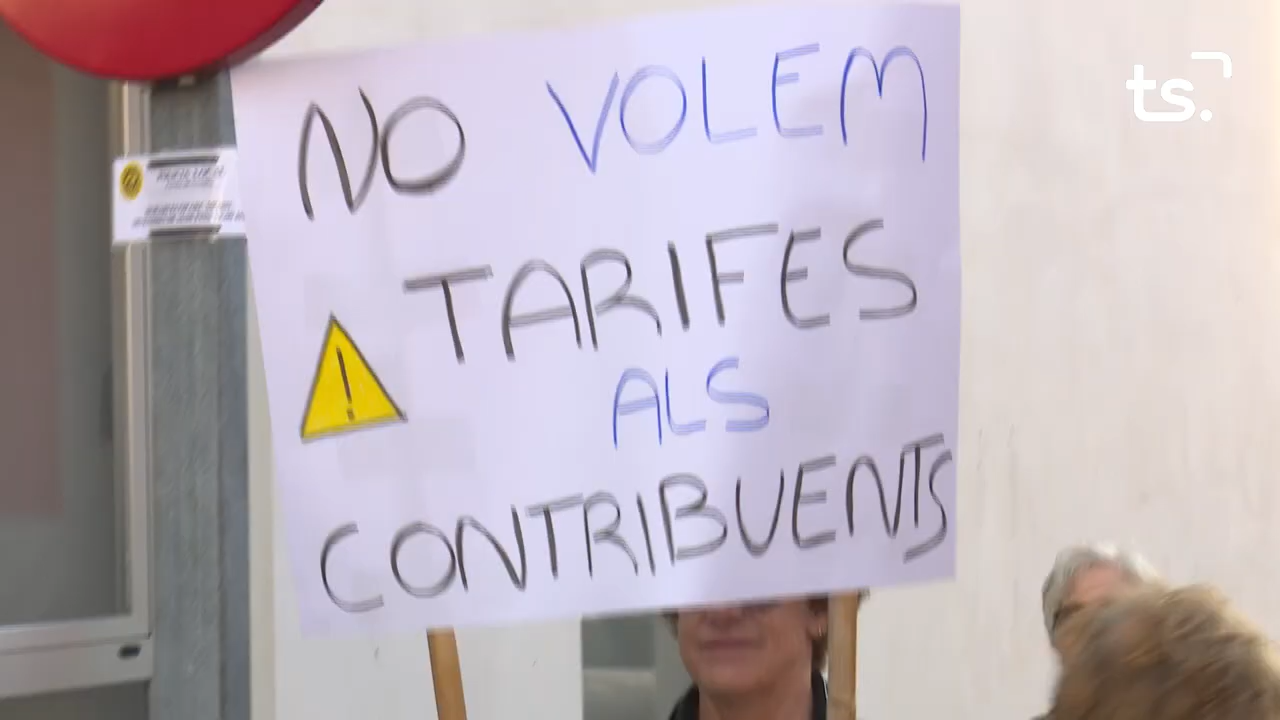 ts.
NO VOLEM
TARIFES
ALS
CONTRIBUENTS